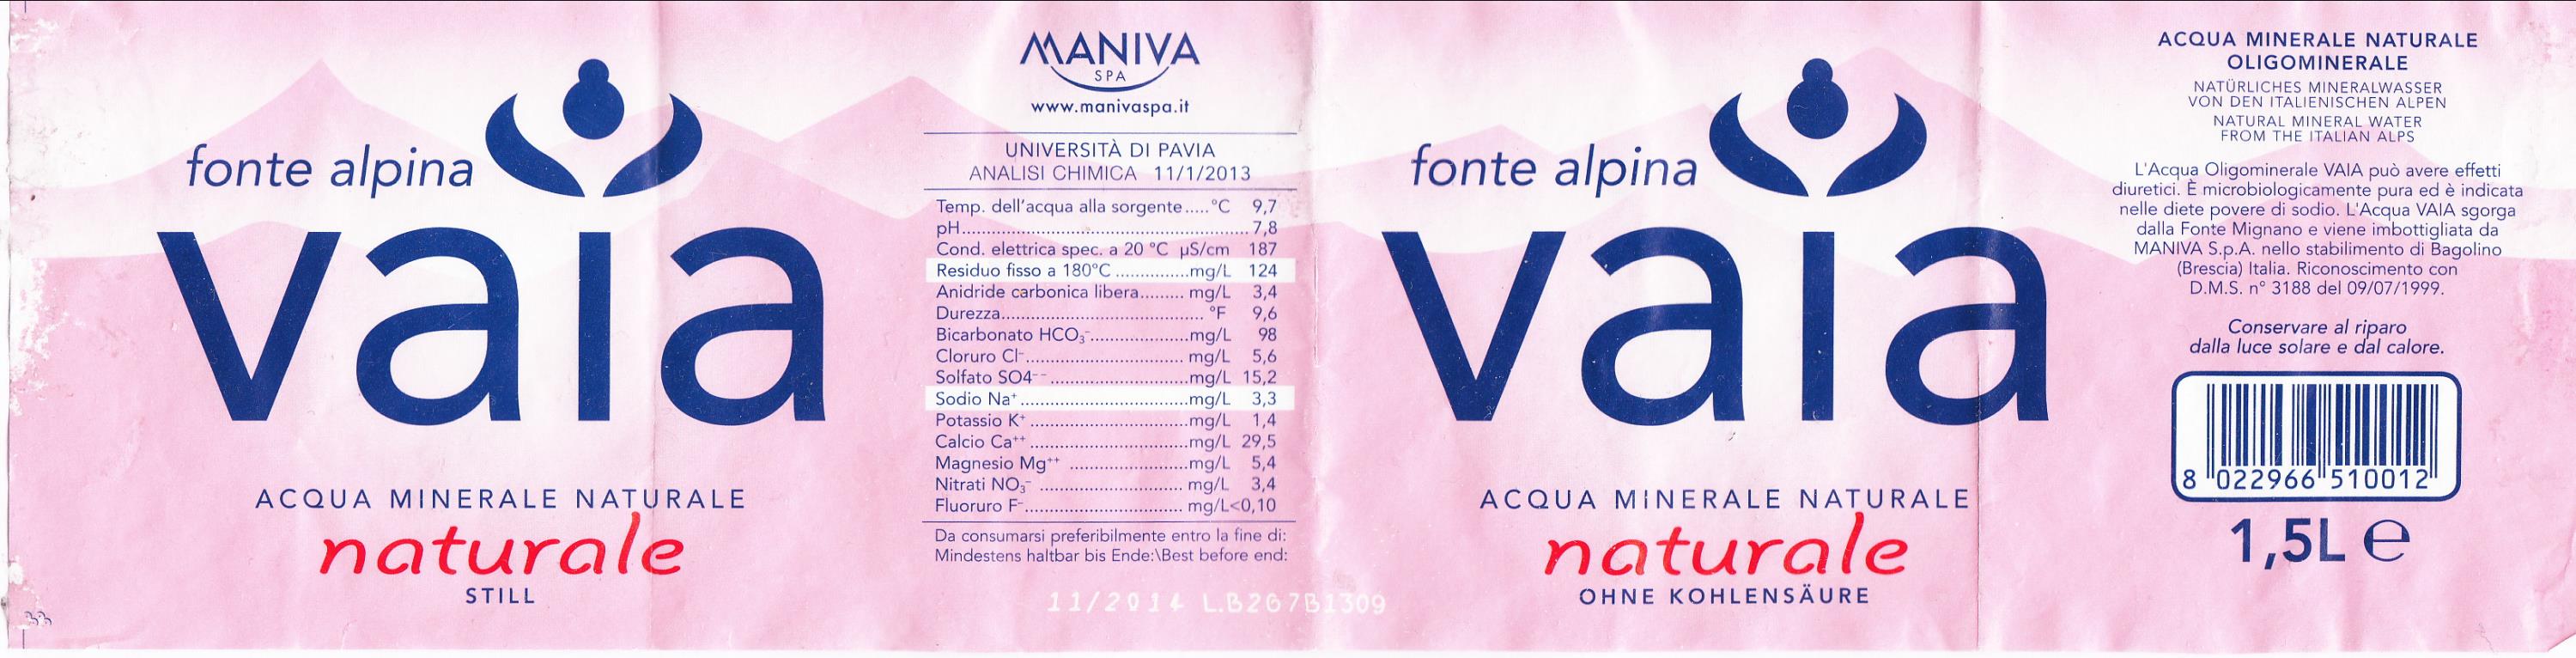 fonte alpina
vaia
ACQUA MINERALE NATURALE
naturale
STILL
MANIVA
SPA
www.manivaspa.it
UNIVERSITÀ DI PAVIA
ANALISI CHIMICA 11/1/2013
Temp. dell'acqua alla sorgente.....°C 9,7
pH................................................7,8
Cond. elettrica spec. a 20 °C µS/cm 187
Residuo fisso a 180°C ...............mg/L 124
Anidride carbonica libera......... mg/L 3,4
Durezza.................................. °F 9,6
Bicarbonato HCO₃⁻..................mg/L 98
Cloruro Cl⁻............................. mg/L 5,6
Solfato SO4⁻⁻.........................mg/L 15,2
Sodio Na⁺...............................mg/L 3,3
Potassio K⁺ .............................mg/L 1,4
Calcio Ca⁺⁺.............................mg/L 29,5
Magnesio Mg⁺⁺ ......................mg/L 5,4
Nitrati NO₃⁻ .......................... mg/L 3,4
Fluoruro F⁻............................. mg/L<0,10
Da consumarsi preferibilmente entro la fine di:
Mindestens haltbar bis Ende:\Best before end:
11/2014 L.B267B1309
fonte alpina
vaia
ACQUA MINERALE NATURALE
naturale
OHNE KOHLENSÄURE
ACQUA MINERALE NATURALE
OLIGOMINERALE
NATÜRLICHES MINERALWASSER
VON DEN ITALIENISCHEN ALPEN
NATURAL MINERAL WATER
FROM THE ITALIAN ALPS
L'Acqua Oligominerale VAIA può avere effetti
diuretici. È microbiologicamente pura ed è indicata
nelle diete povere di sodio. L'Acqua VAIA sgorga
dalla Fonte Mignano e viene imbottigliata da
MANIVA S.p.A. nello stabilimento di Bagolino
(Brescia) Italia. Riconoscimento con
D.M.S. n° 3188 del 09/07/1999.
Conservare al riparo
dalla luce solare e dal calore.
8 022966 510012
1,5L ℮